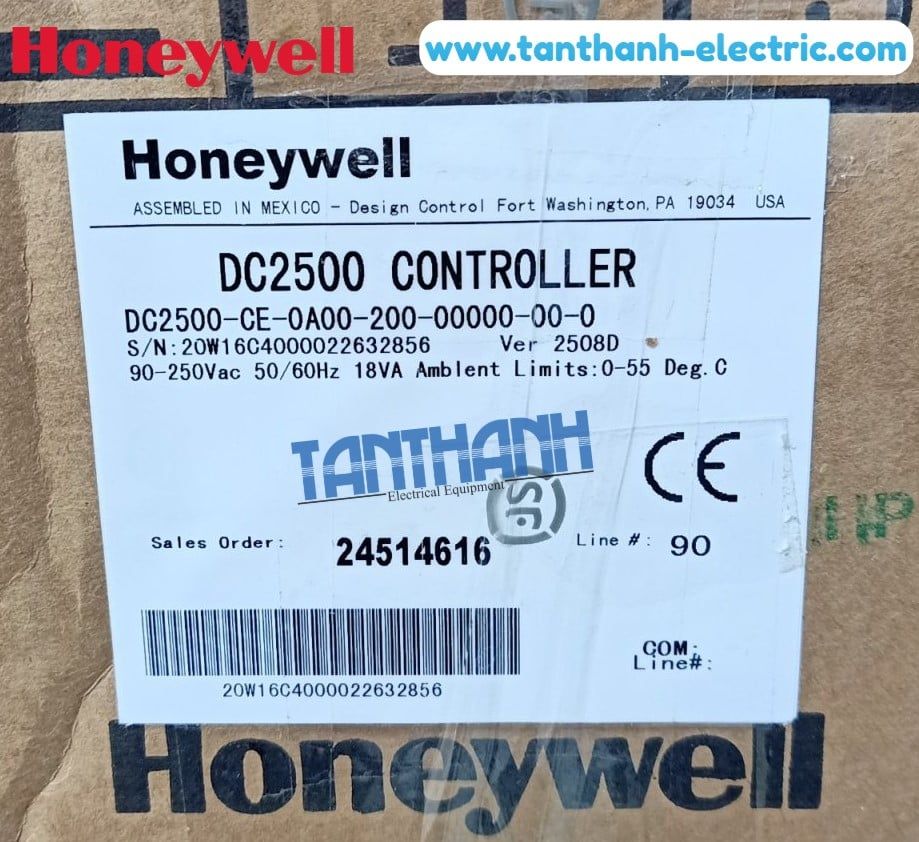 Honeywell
www.tanthanh-electric.com
Honeywell
ASSEMBLED IN MEXICO - Design Control Fort Washington, PA 19034 USA
DC2500 CONTROLLER
DC2500-CE-0A00-200-00000-00-0
S/N:20W16C4000022632856 Ver 2508D
90-250Vac 50/60Hz 18VA Amblent Limits:0-55 Deg.C
TANTHANH
Electrical Equipment
CE
Sales Order: 24514616 Line #: 90
COM:
Line#:
20W16C4000022632856
Honeywell